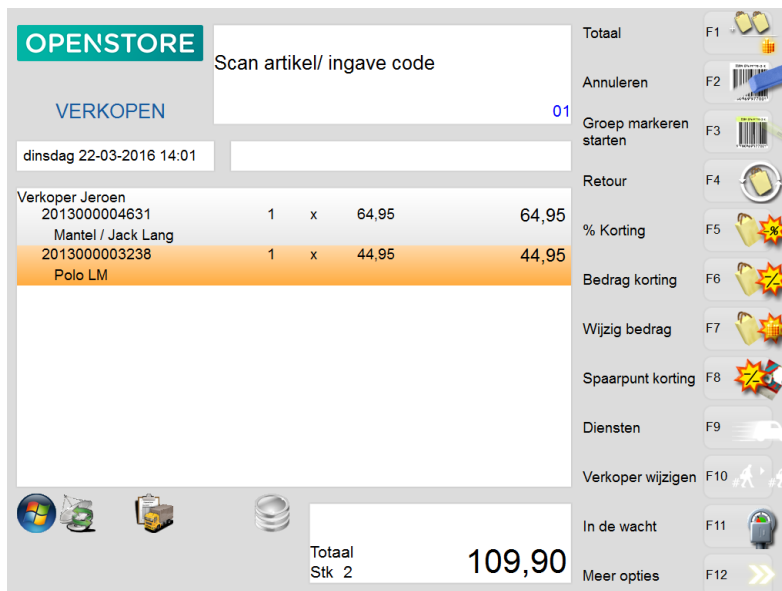 OPENSTORE
VERKOPEN
Scan artikel/ ingave code
01
dinsdag 22-03-2016 14:01
Verkoper Jeroen
2013000004631 1 x 64,95 64,95
Mantel / Jack Lang
2013000003238 1 x 44,95 44,95
Polo LM
Totaal
Stk 2 109,90
Totaal F1
Annuleren F2
Groep markeren
starten F3
Retour F4
% Korting F5
Bedrag korting F6
Wijzig bedrag F7
Spaarpunt korting F8
Diensten F9
Verkoper wijzigen F10
In de wacht F11
Meer opties F12